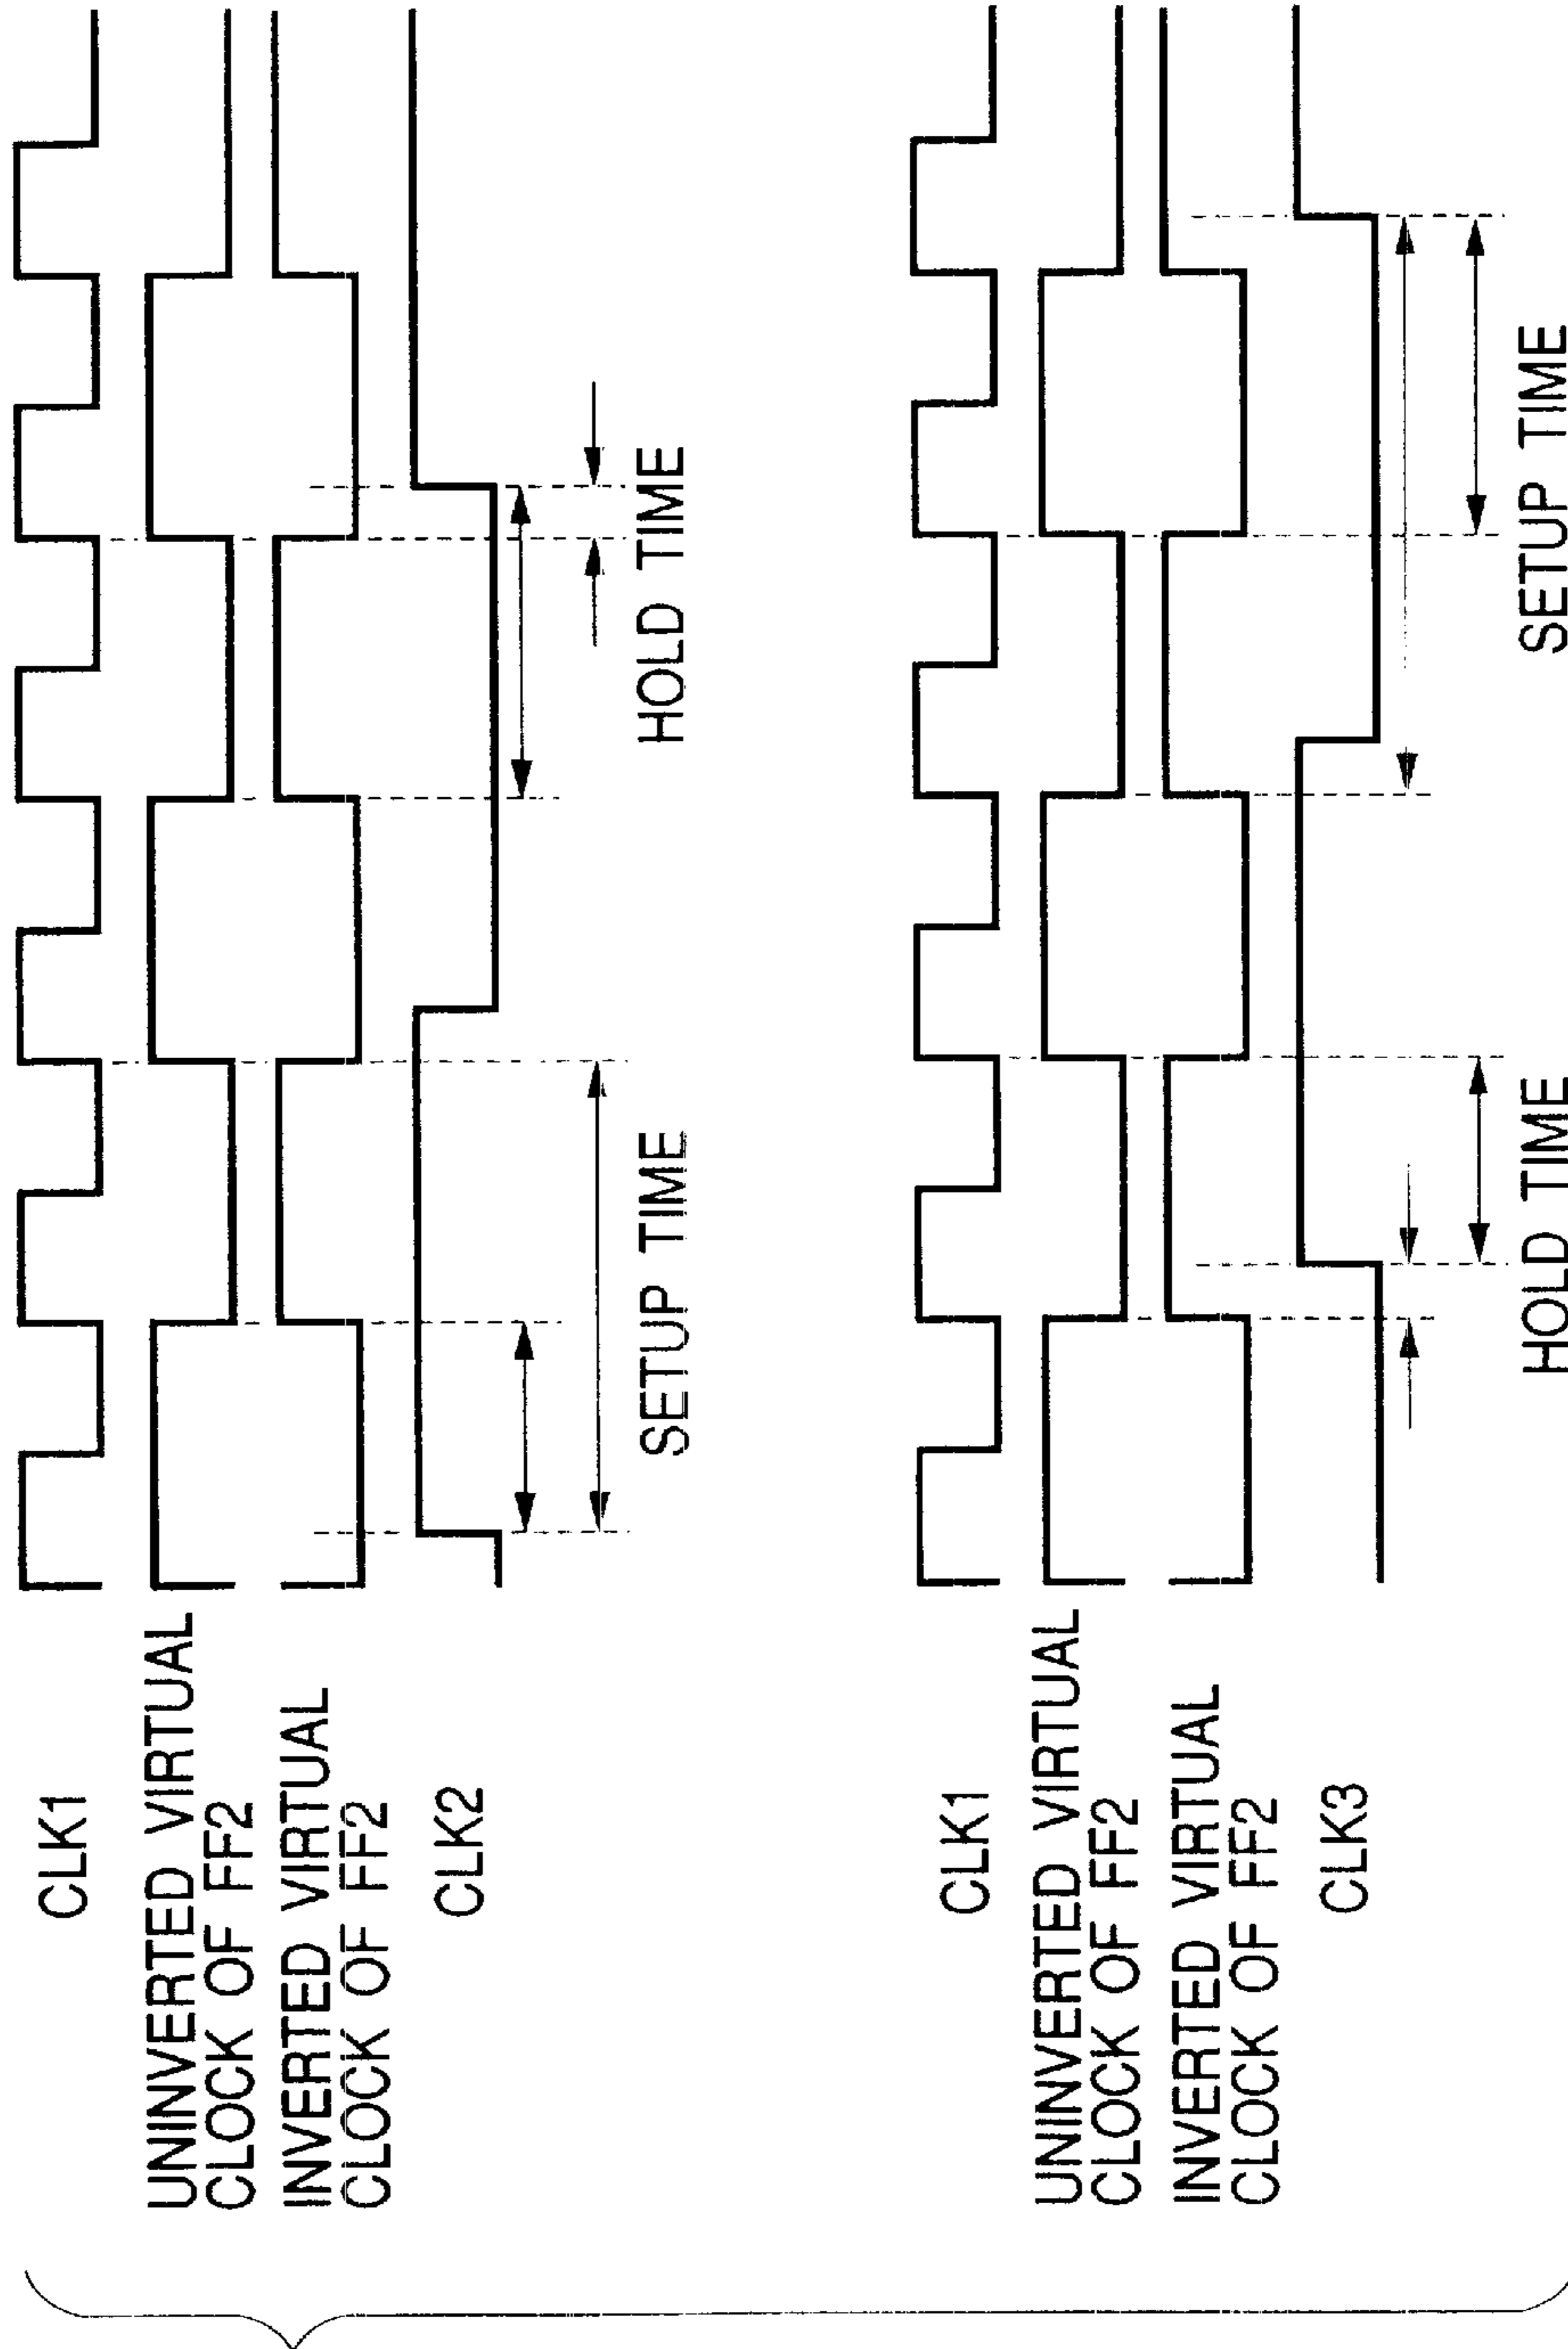 CLK1
UNINVERTED VIRTUAL
CLOCK OF FF2
INVERTED VIRTUAL
CLOCK OF FF2
CLK2
SETUP TIME
HOLD TIME
CLK1
UNINVERTED VIRTUAL
CLOCK OF FF2
INVERTED VIRTUAL
CLOCK OF FF2
CLK3
HOLD TIME
SETUP TIME